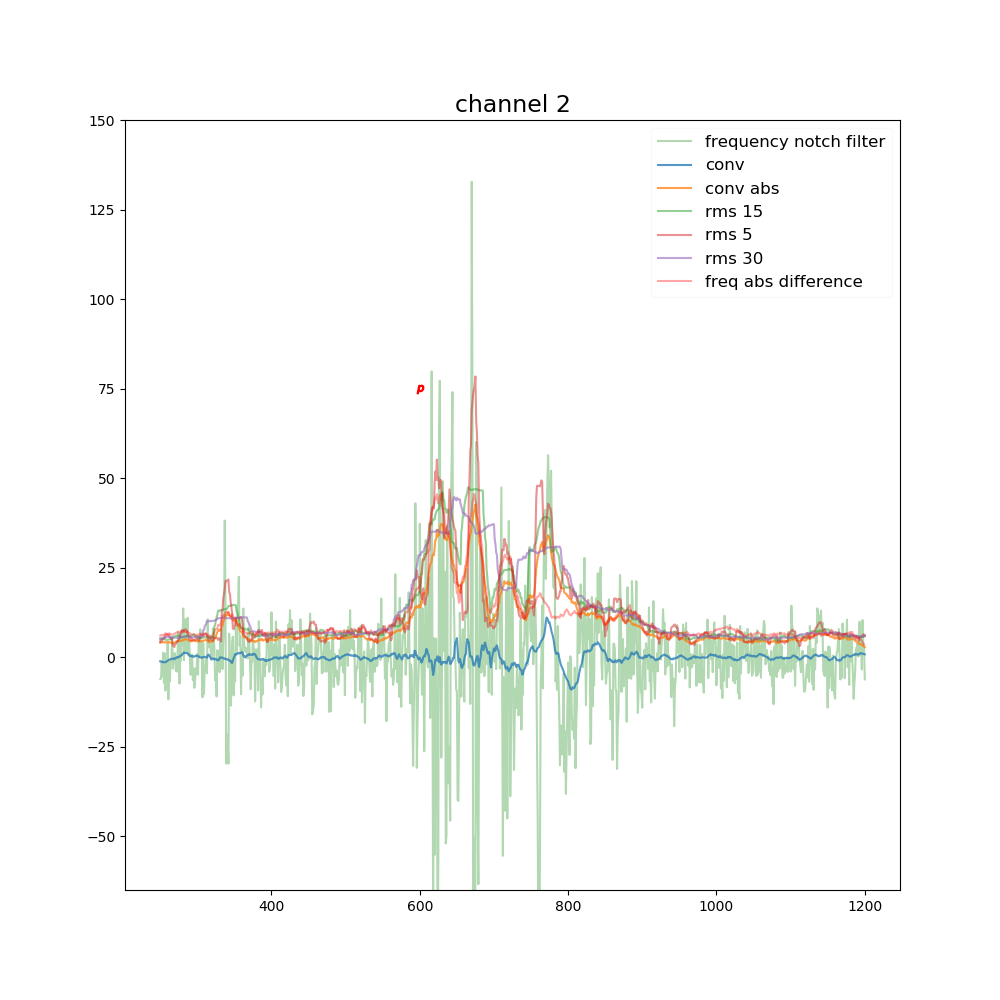 channel 2
150
125
100
75
50
25
0
−25
−50
400 600 800 1000 1200
frequency notch filter
conv
conv abs
rms 15
rms 5
rms 30
freq abs difference
p